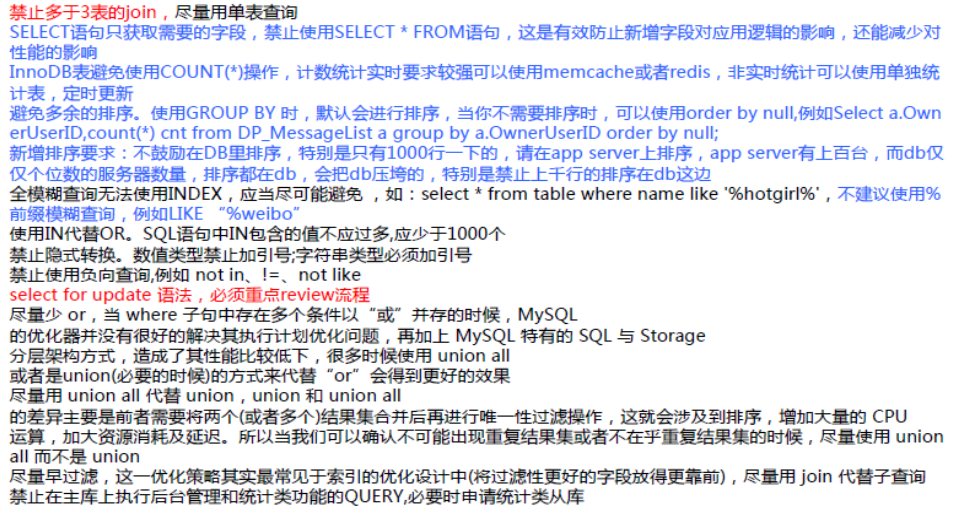 禁止多于3表的join，尽量用单表查询
SELECT语句只获取需要的字段，禁止使用SELECT * FROM语句，这是有效防止新增字段对应用逻辑的影响，还能减少对
性能的影响
InnoDB表避免使用COUNT(*)操作，计数统计实时要求较强可以使用memcache或者redis，非实时统计可以使用单独统
计表，定时更新
避免多余的排序。使用GROUP BY 时，默认会进行排序，当你不需要排序时，可以使用order by null,例如Select a.Own
erUserID,count(*) cnt from DP_MessageList a group by a.OwnerUserID order by null;
新增排序要求：不鼓励在DB里排序，特别是只有1000行一下的，请在app server上排序，app server有上百台，而db仅
仅个位数的服务器数量，排序都在db，会把db压垮的，特别是禁止上千行的排序在db这边
全模糊查询无法使用INDEX，应当尽可能避免 ，如：select * from table where name like '%hotgirl%'，不建议使用%
前缀模糊查询，例如LIKE “%weibo”
使用IN代替OR。SQL语句中IN包含的值不应过多,应少于1000个
禁止隐式转换。数值类型禁止加引号;字符串类型必须加引号
禁止使用负向查询,例如 not in、!=、not like
select for update 语法，必须重点review流程
尽量少 or，当 where 子句中存在多个条件以“或”并存的时候，MySQL
的优化器并没有很好的解决其执行计划优化问题，再加上 MySQL 特有的 SQL 与 Storage
分层架构方式，造成了其性能比较低下，很多时候使用 union all
或者是union(必要的时候)的方式来代替“or”会得到更好的效果
尽量用 union all 代替 union，union 和 union all
的差异主要是前者需要将两个(或者多个)结果集合并后再进行唯一性过滤操作，这就会涉及到排序，增加大量的 CPU
运算，加大资源消耗及延迟。所以当我们可以确认不可能出现重复结果集或者不在乎重复结果集的时候，尽量使用 union
all 而不是 union
尽量早过滤，这一优化策略其实最常见于索引的优化设计中(将过滤性更好的字段放得更靠前)，尽量用 join 代替子查询
禁止在主库上执行后台管理和统计类功能的QUERY,必要时申请统计类从库